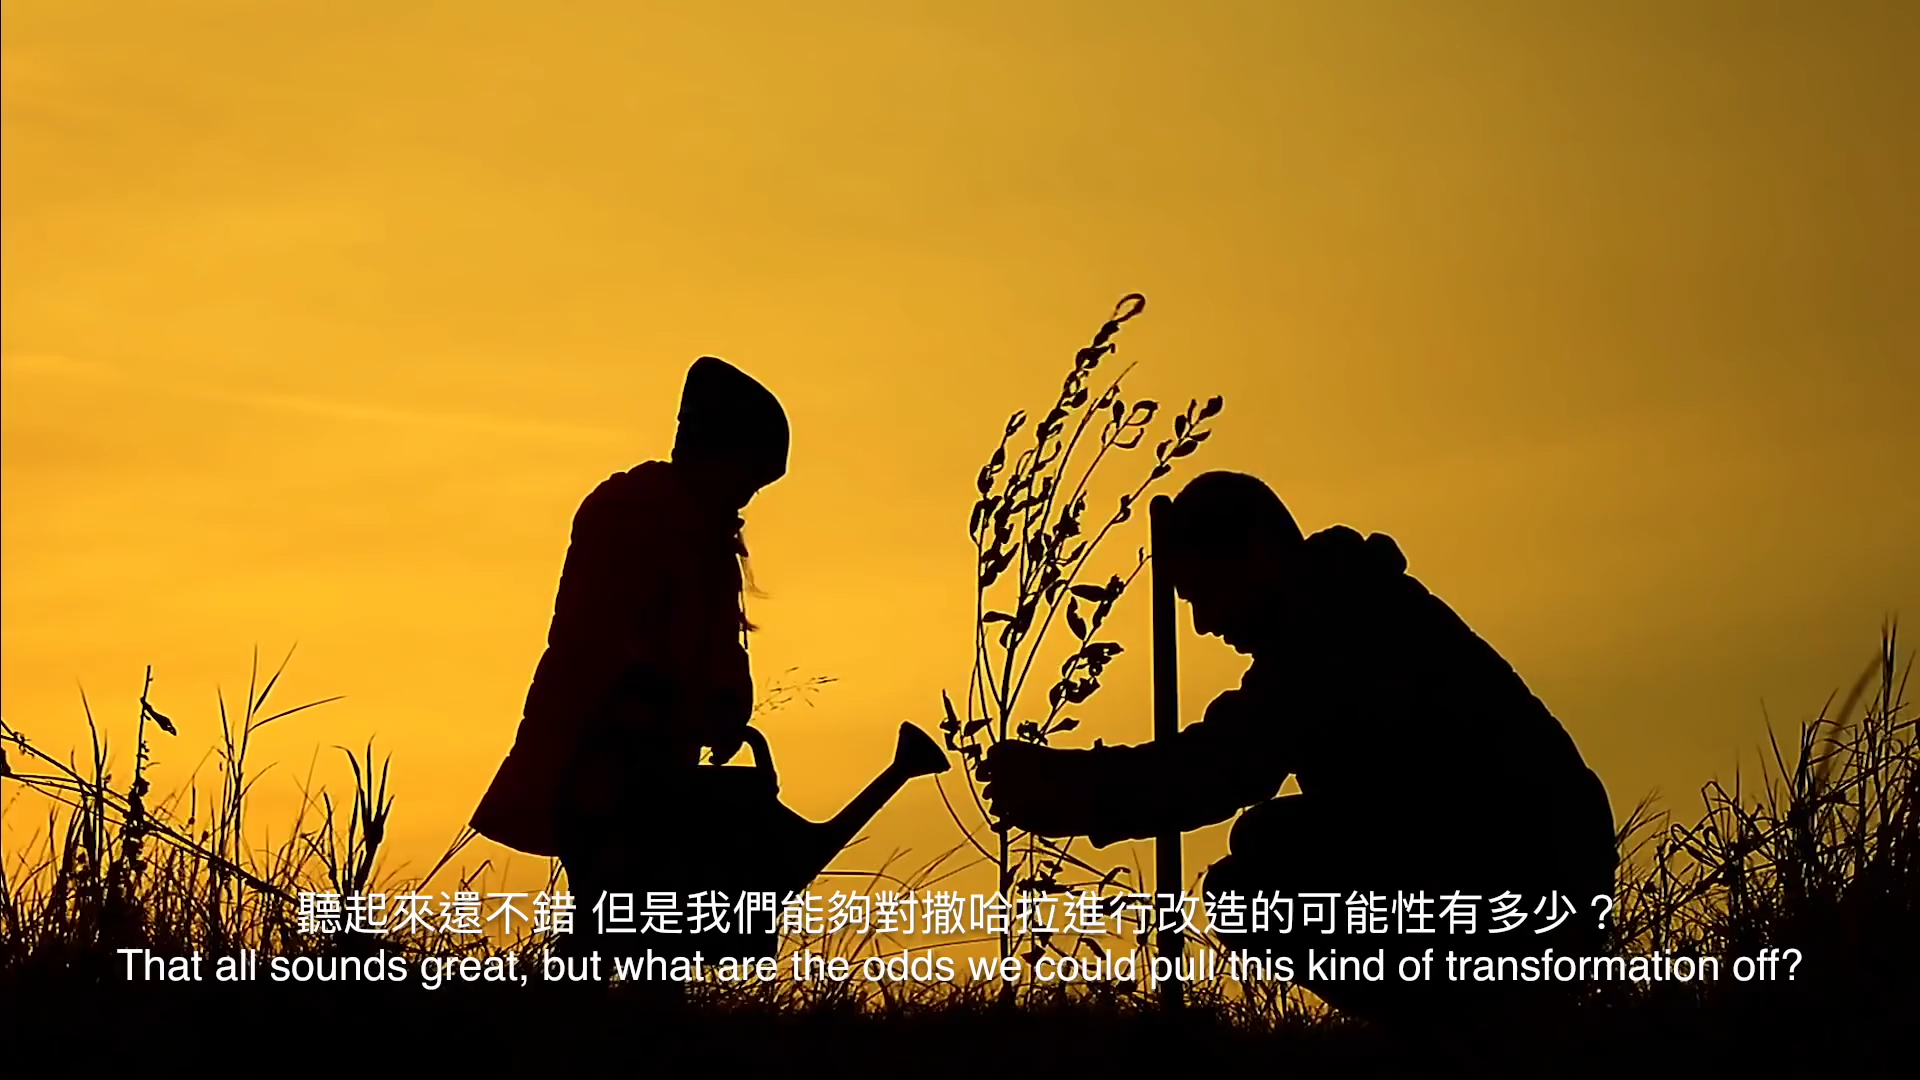 聽起來還不錯 但是我們能夠對撒哈拉進行改造的可能性有多少？
That all sounds great, but what are the odds we could pull this kind of transformation off?